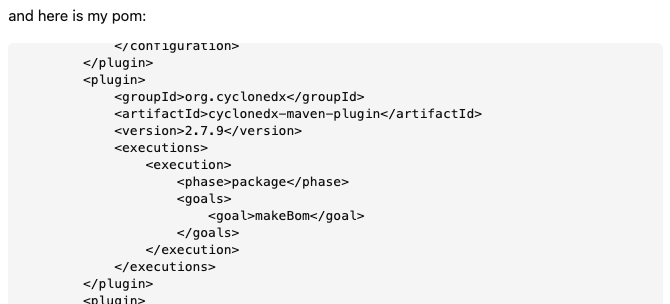 and here is my pom:
</configuration>
</plugin>
<plugin>
<groupId>org.cyclonedx</groupId>
<artifactId>cyclonedx-maven-plugin</artifactId>
<version>2.7.9</version>
<executions>
<execution>
<phase>package</phase>
<goals>
<goal>makeBom</goal>
</goals>
</execution>
</executions>
</plugin>
<plugin>